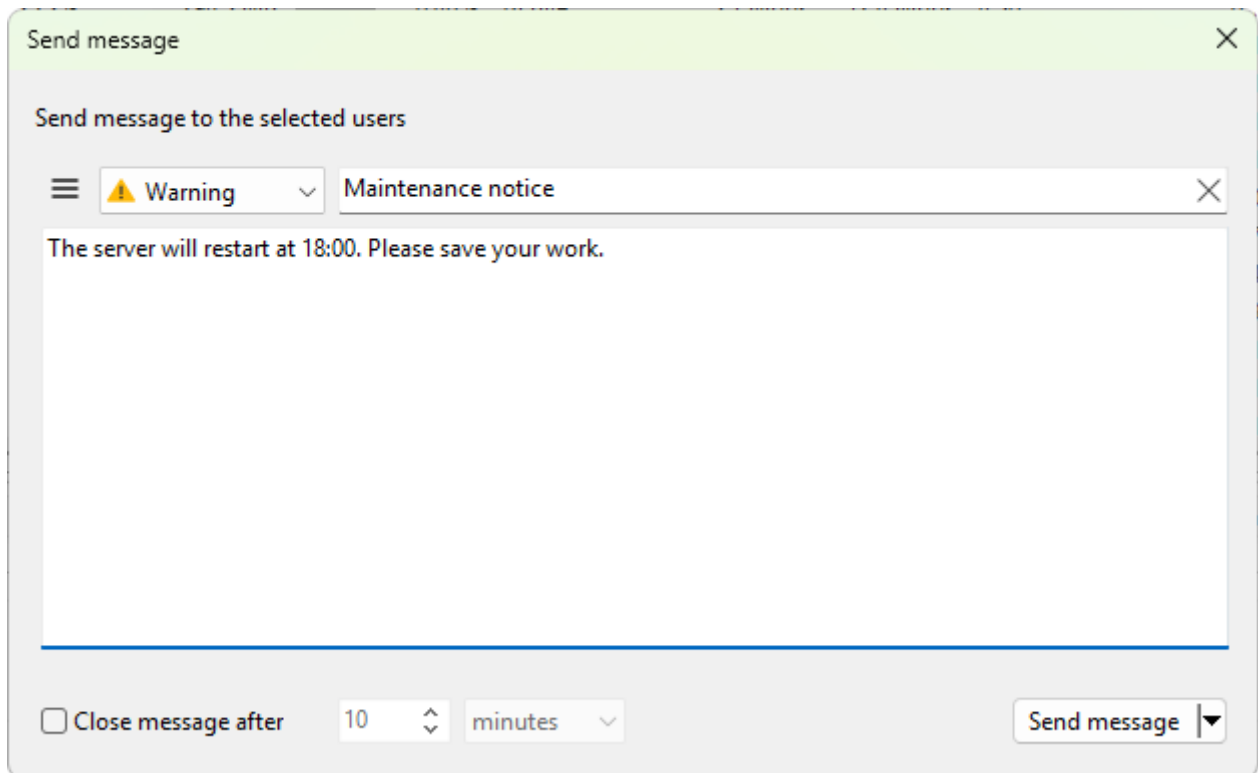 Send message
Send message to the selected users
Warning
Maintenance notice
The server will restart at 18:00. Please save your work.
Close message after
10
minutes
Send message